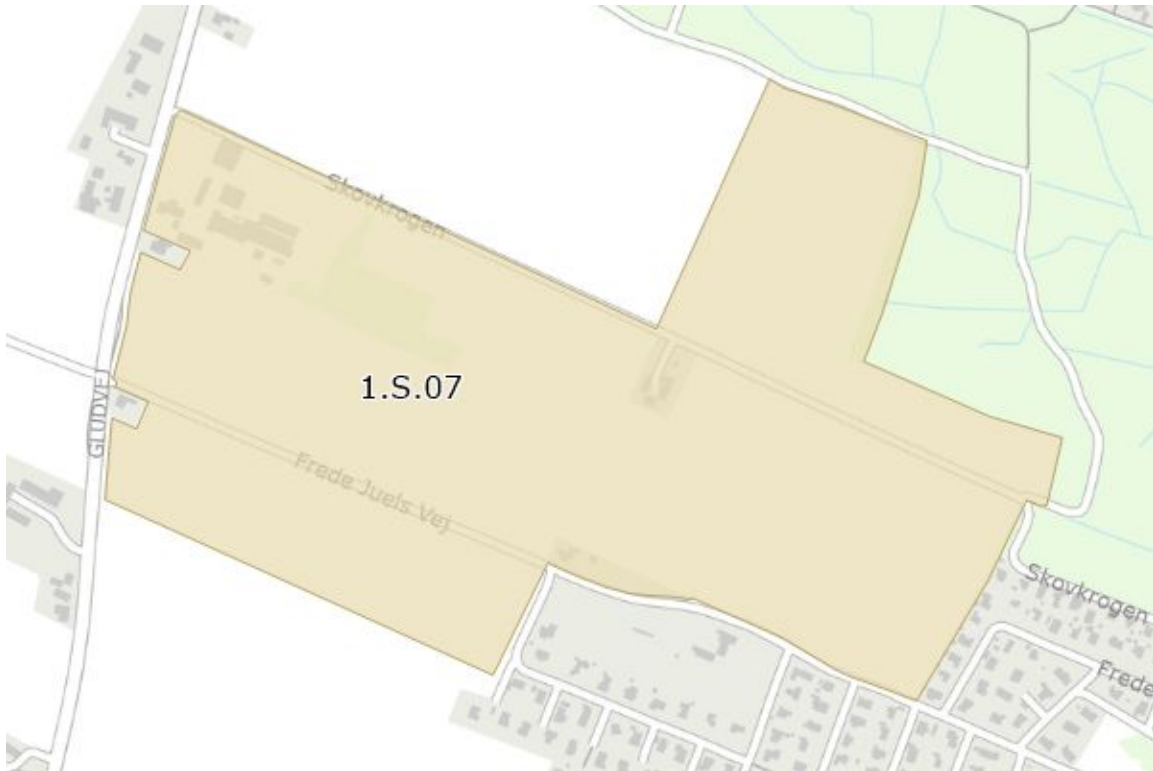 Skovkrogen
1.S.07
GLUDVEJ
Frede Juels Vej
Skovkrogen
Frede